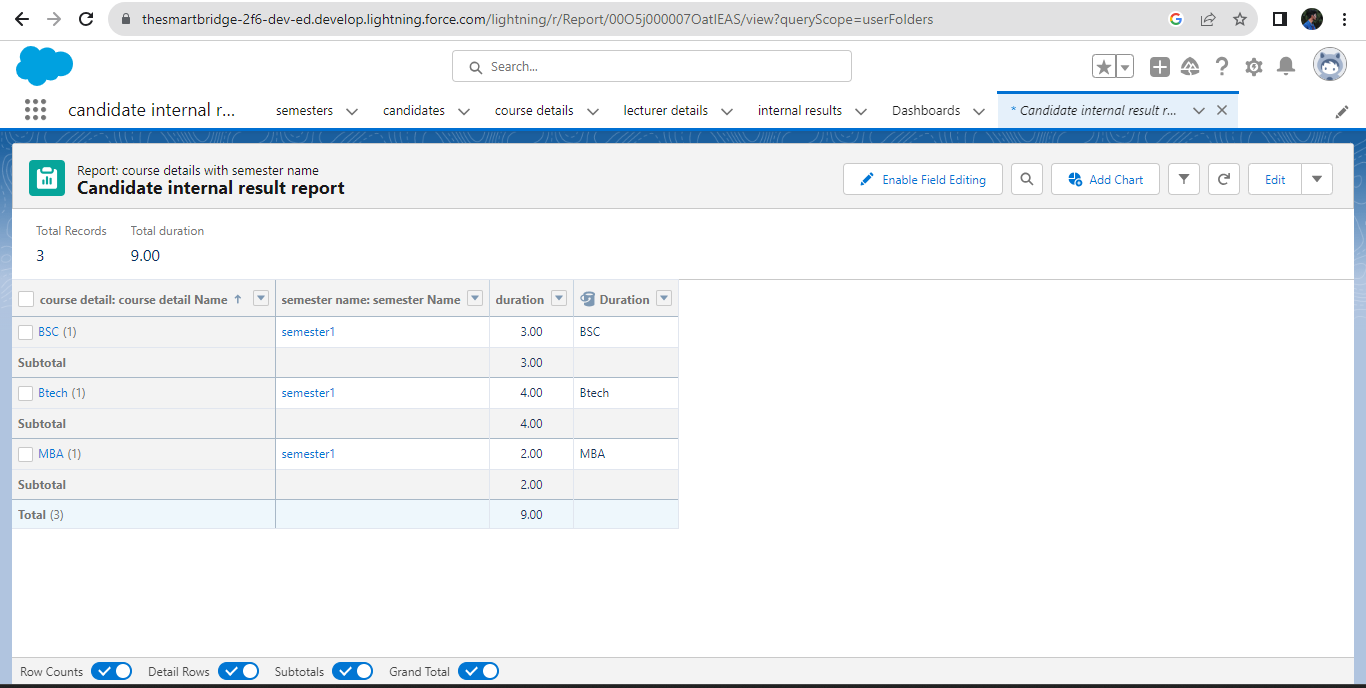 thesmartbridge-2f6-dev-ed.develop.lightning.force.com/lightning/r/Report/00O5j000007OatIEAS/view?queryScope=userFolders
Search...
candidate internal r... semesters candidates course details lecturer details internal results Dashboards * Candidate internal result r...
Report: course details with semester name
Candidate internal result report
Enable Field Editing Add Chart Edit
Total Records Total duration
3 9.00
course detail: course detail Name ↑ semester name: semester Name duration Duration
BSC (1) semester1 3.00 BSC
Subtotal 3.00
Btech (1) semester1 4.00 Btech
Subtotal 4.00
MBA (1) semester1 2.00 MBA
Subtotal 2.00
Total (3) 9.00
Row Counts Detail Rows Subtotals Grand Total